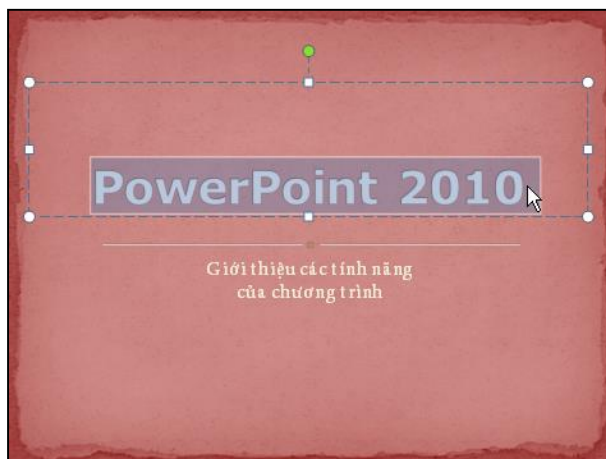 PowerPoint 2010
Giới thiệu các tính năng
của chương trình